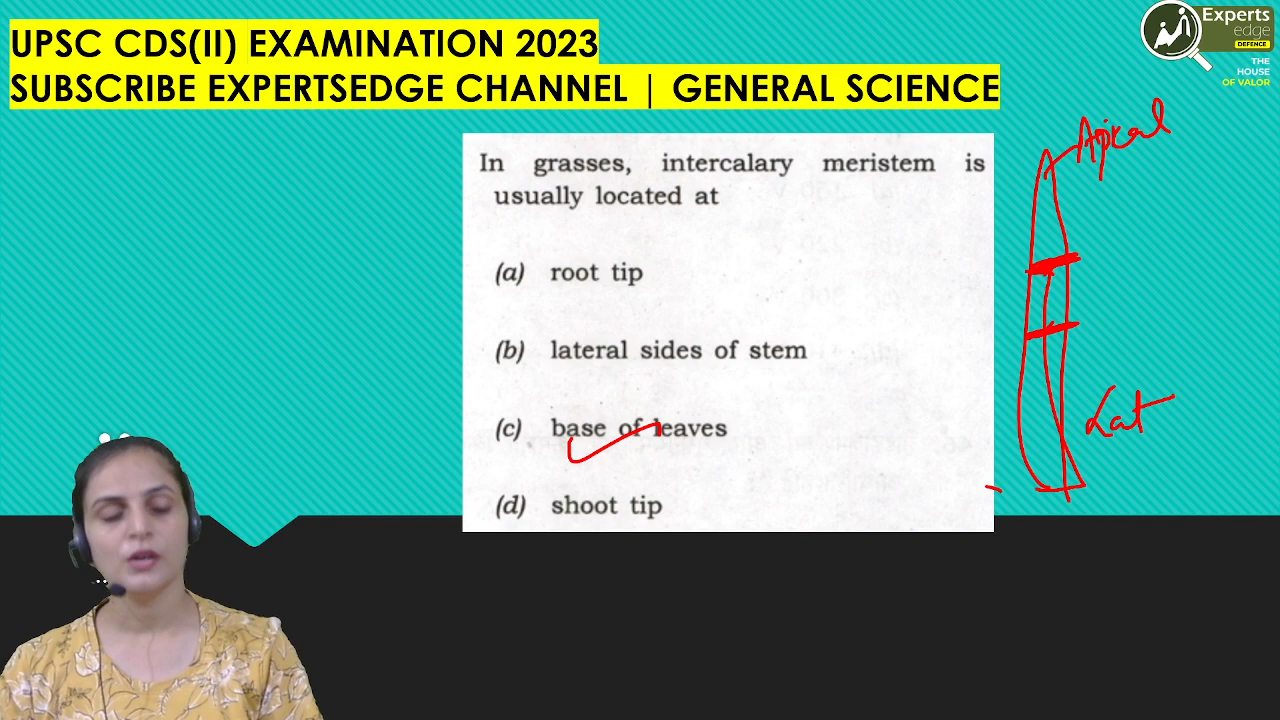 UPSC CDS(II) EXAMINATION 2023
SUBSCRIBE EXPERTSEDGE CHANNEL | GENERAL SCIENCE
Experts
edge
DEFENCE
THE
HOUSE
OF VALOR
In grasses, intercalary meristem is
usually located at
(a) root tip
(b) lateral sides of stem
(c) base of leaves
(d) shoot tip
Apical
Lat